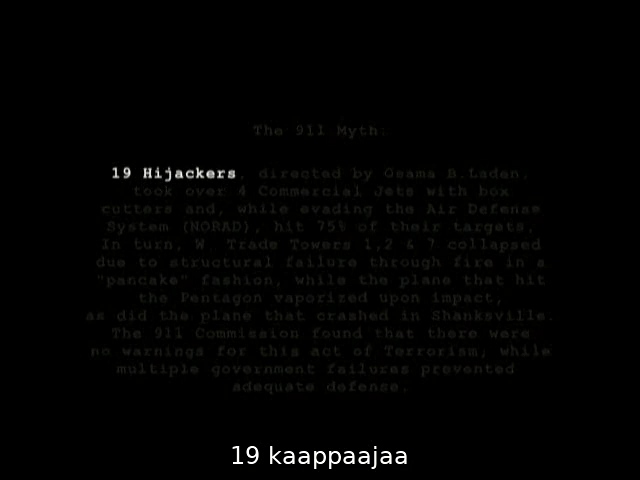 The 911 Myth:
19 Hijackers, directed by Osama B.Laden,
took over 4 Commercial Jets with box
cutters and, while evading the Air Defense
System (NORAD), hit 75% of their targets.
In turn, W. Trade Towers 1,2 & 7 collapsed
due to structural failure through fire in a
"pancake" fashion, while the plane that hit
the Pentagon vaporized upon impact,
as did the plane that crashed in Shanksville.
The 911 Commission found that there were
no warnings for this act of Terrorism, while
multiple government failures prevented
adequate defense.
19 kaappaajaa